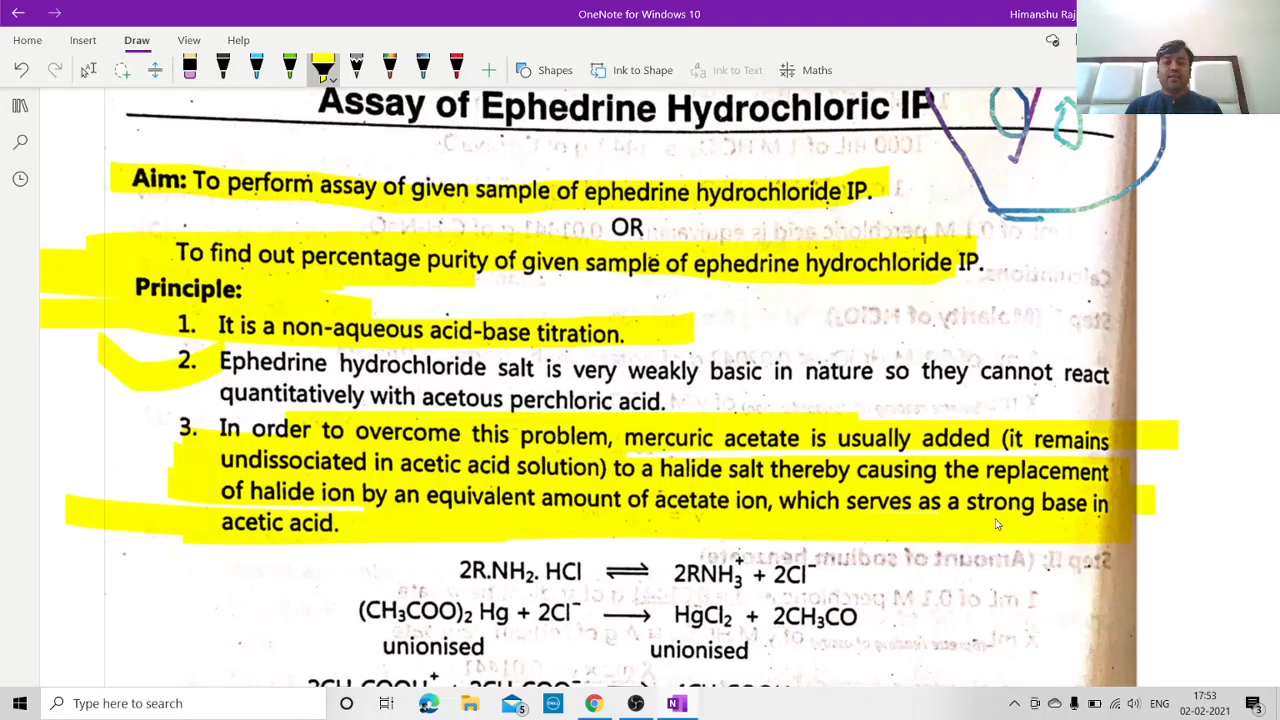 OneNote for Windows 10
Himanshu Raj
Home Insert Draw View Help
Shapes Ink to Shape Ink to Text Maths
Assay of Ephedrine Hydrochloric IP
Aim: To perform assay of given sample of ephedrine hydrochloride IP.
OR
To find out percentage purity of given sample of ephedrine hydrochloride IP.
Principle:
1. It is a non-aqueous acid-base titration.
2. Ephedrine hydrochloride salt is very weakly basic in nature so they cannot react
quantitatively with acetous perchloric acid.
3. In order to overcome this problem, mercuric acetate is usually added (it remains
undissociated in acetic acid solution) to a halide salt thereby causing the replacement
of halide ion by an equivalent amount of acetate ion, which serves as a strong base in
acetic acid.
2R.NH₂. HCl ⇌ 2RNH₃⁺ + 2Cl⁻
(CH₃COO)₂ Hg + 2Cl⁻ ⟶ HgCl₂ + 2CH₃CO
unionised unionised
Type here to search
5
17:53
02-02-2021
3